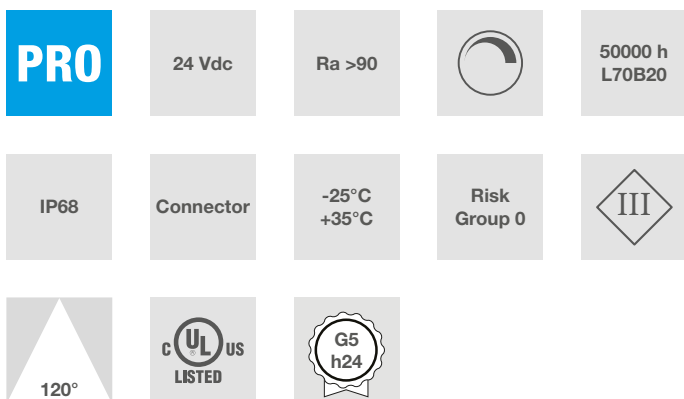 PRO
24 Vdc
Ra >90
50000 h
L70B20
IP68
Connector
-25°C
+35°C
Risk
Group 0
III
120°
C UL US
®
LISTED
G5
h24